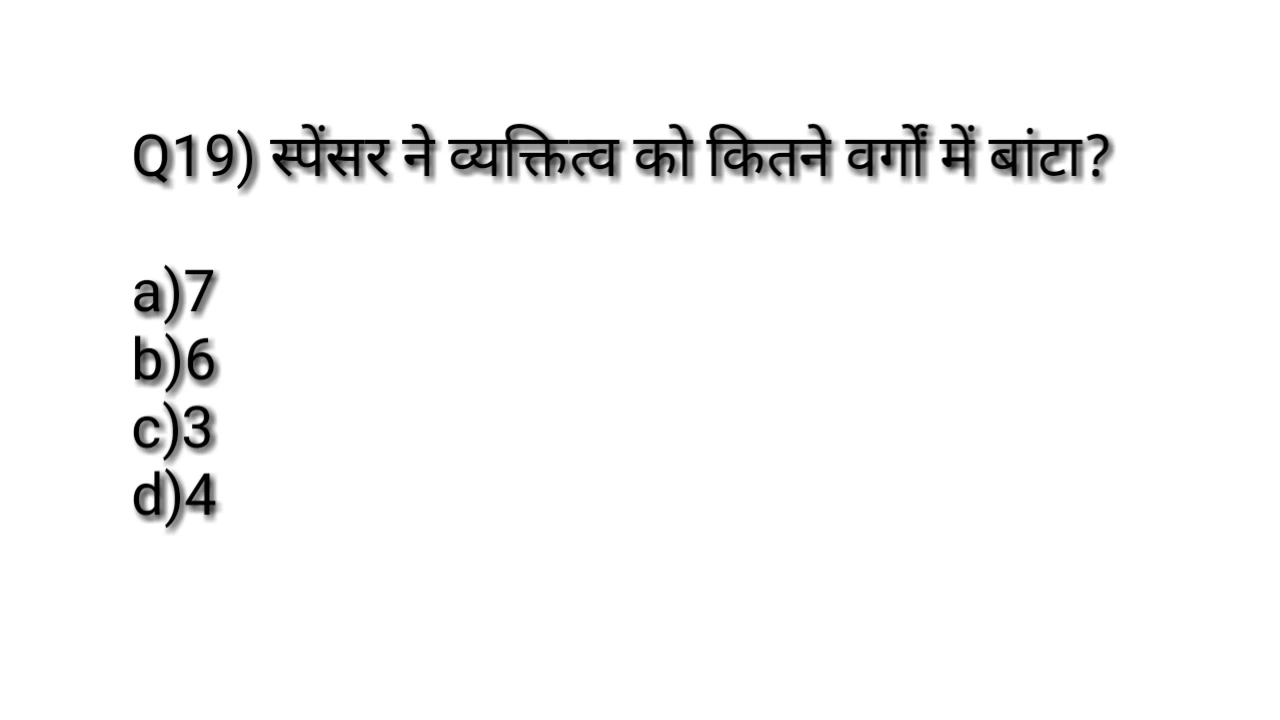 Q19) स्पेंसर ने व्यक्तित्व को कितने वर्गों में बांटा?
a)7
b)6
c)3
d)4